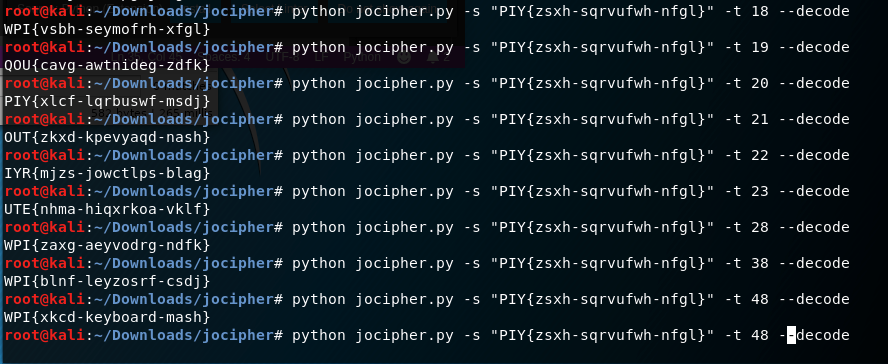 root@kali:~/Downloads/jocipher# python jocipher.py -s "PIY{zsxh-sqrvufwh-nfgl}" -t 18 --decode
WPI{vsbh-seymofrh-xfgl}
root@kali:~/Downloads/jocipher# python jocipher.py -s "PIY{zsxh-sqrvufwh-nfgl}" -t 19 --decode
QOU{cavg-awtnideg-zdfk}
root@kali:~/Downloads/jocipher# python jocipher.py -s "PIY{zsxh-sqrvufwh-nfgl}" -t 20 --decode
PIY{xlcf-lqrbuswf-msdj}
root@kali:~/Downloads/jocipher# python jocipher.py -s "PIY{zsxh-sqrvufwh-nfgl}" -t 21 --decode
OUT{zkxd-kpevyaqd-nash}
root@kali:~/Downloads/jocipher# python jocipher.py -s "PIY{zsxh-sqrvufwh-nfgl}" -t 22 --decode
IYR{mjzs-jowctlps-blag}
root@kali:~/Downloads/jocipher# python jocipher.py -s "PIY{zsxh-sqrvufwh-nfgl}" -t 23 --decode
UTE{nhma-hiqxrkoa-vklf}
root@kali:~/Downloads/jocipher# python jocipher.py -s "PIY{zsxh-sqrvufwh-nfgl}" -t 28 --decode
WPI{zaxg-aeyvodrg-ndfk}
root@kali:~/Downloads/jocipher# python jocipher.py -s "PIY{zsxh-sqrvufwh-nfgl}" -t 38 --decode
WPI{blnf-leyzosrf-csdj}
root@kali:~/Downloads/jocipher# python jocipher.py -s "PIY{zsxh-sqrvufwh-nfgl}" -t 48 --decode
WPI{xkcd-keyboard-mash}
root@kali:~/Downloads/jocipher# python jocipher.py -s "PIY{zsxh-sqrvufwh-nfgl}" -t 48 --decode